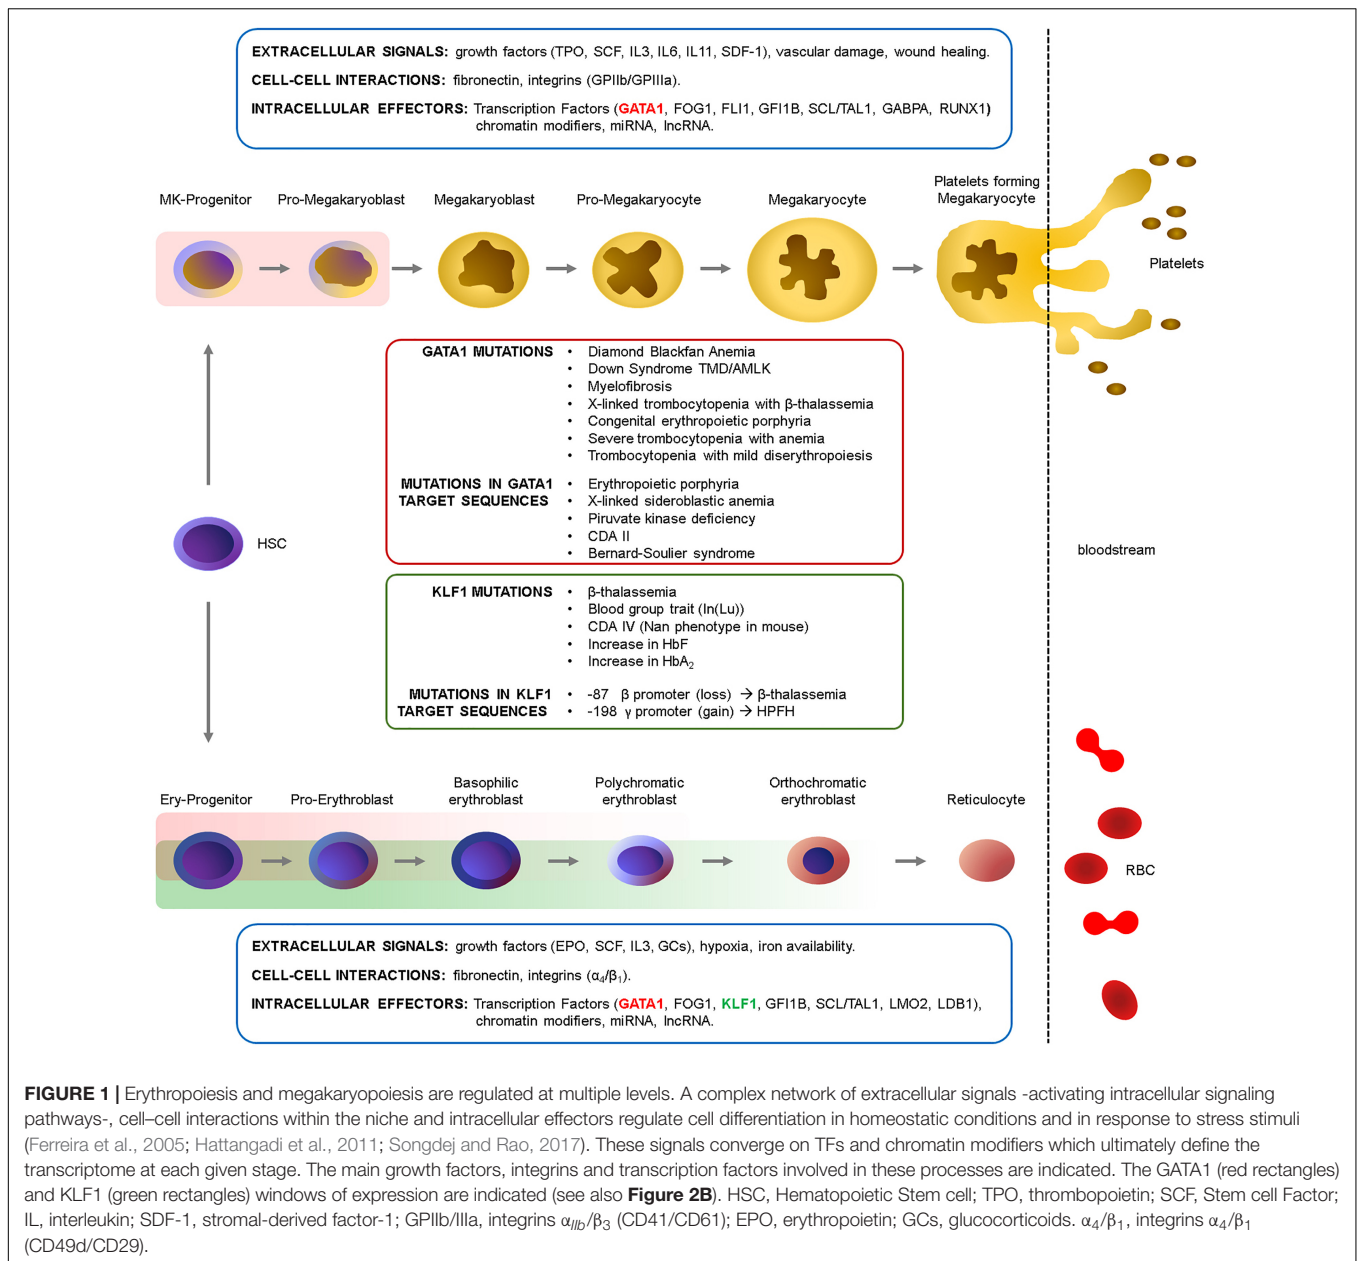 EXTRACELLULAR SIGNALS: growth factors (TPO, SCF, IL3, IL6, IL11, SDF-1), vascular damage, wound healing.
CELL-CELL INTERACTIONS: fibronectin, integrins (GPIIb/GPIIIa).
INTRACELLULAR EFFECTORS: Transcription Factors (GATA1, FOG1, FLI1, GFI1B, SCL/TAL1, GABPA, RUNX1)
chromatin modifiers, miRNA, lncRNA.
MK-Progenitor
Pro-Megakaryoblast
Megakaryoblast
Pro-Megakaryocyte
Megakaryocyte
Platelets forming
Megakaryocyte
Platelets
GATA1 MUTATIONS • Diamond Blackfan Anemia
• Down Syndrome TMD/AMLK
• Myelofibrosis
• X-linked trombocytopenia with β-thalassemia
• Congenital erythropoietic porphyria
• Severe trombocytopenia with anemia
• Trombocytopenia with mild diserythropoiesis
MUTATIONS IN GATA1 • Erythropoietic porphyria
TARGET SEQUENCES • X-linked sideroblastic anemia
• Piruvate kinase deficiency
• CDA II
• Bernard-Soulier syndrome
HSC
bloodstream
KLF1 MUTATIONS • β-thalassemia
• Blood group trait (In(Lu))
• CDA IV (Nan phenotype in mouse)
• Increase in HbF
• Increase in HbA2
MUTATIONS IN KLF1 • -87 β promoter (loss) → β-thalassemia
TARGET SEQUENCES • -198 γ promoter (gain) → HPFH
Ery-Progenitor
Pro-Erythroblast
Basophilic
erythroblast
Polychromatic
erythroblast
Orthochromatic
erythroblast
Reticulocyte
RBC
EXTRACELLULAR SIGNALS: growth factors (EPO, SCF, IL3, GCs), hypoxia, iron availability.
CELL-CELL INTERACTIONS: fibronectin, integrins (α4/β1).
INTRACELLULAR EFFECTORS: Transcription Factors (GATA1, FOG1, KLF1, GFI1B, SCL/TAL1, LMO2, LDB1),
chromatin modifiers, miRNA, lncRNA.
FIGURE 1 | Erythropoiesis and megakaryopoiesis are regulated at multiple levels. A complex network of extracellular signals -activating intracellular signaling
pathways-, cell–cell interactions within the niche and intracellular effectors regulate cell differentiation in homeostatic conditions and in response to stress stimuli
(Ferreira et al., 2005; Hattangadi et al., 2011; Songdej and Rao, 2017). These signals converge on TFs and chromatin modifiers which ultimately define the
transcriptome at each given stage. The main growth factors, integrins and transcription factors involved in these processes are indicated. The GATA1 (red rectangles)
and KLF1 (green rectangles) windows of expression are indicated (see also Figure 2B). HSC, Hematopoietic Stem cell; TPO, thrombopoietin; SCF, Stem cell Factor;
IL, interleukin; SDF-1, stromal-derived factor-1; GPIIb/IIIa, integrins αIIb/β3 (CD41/CD61); EPO, erythropoietin; GCs, glucocorticoids. α4/β1, integrins α4/β1
(CD49d/CD29).